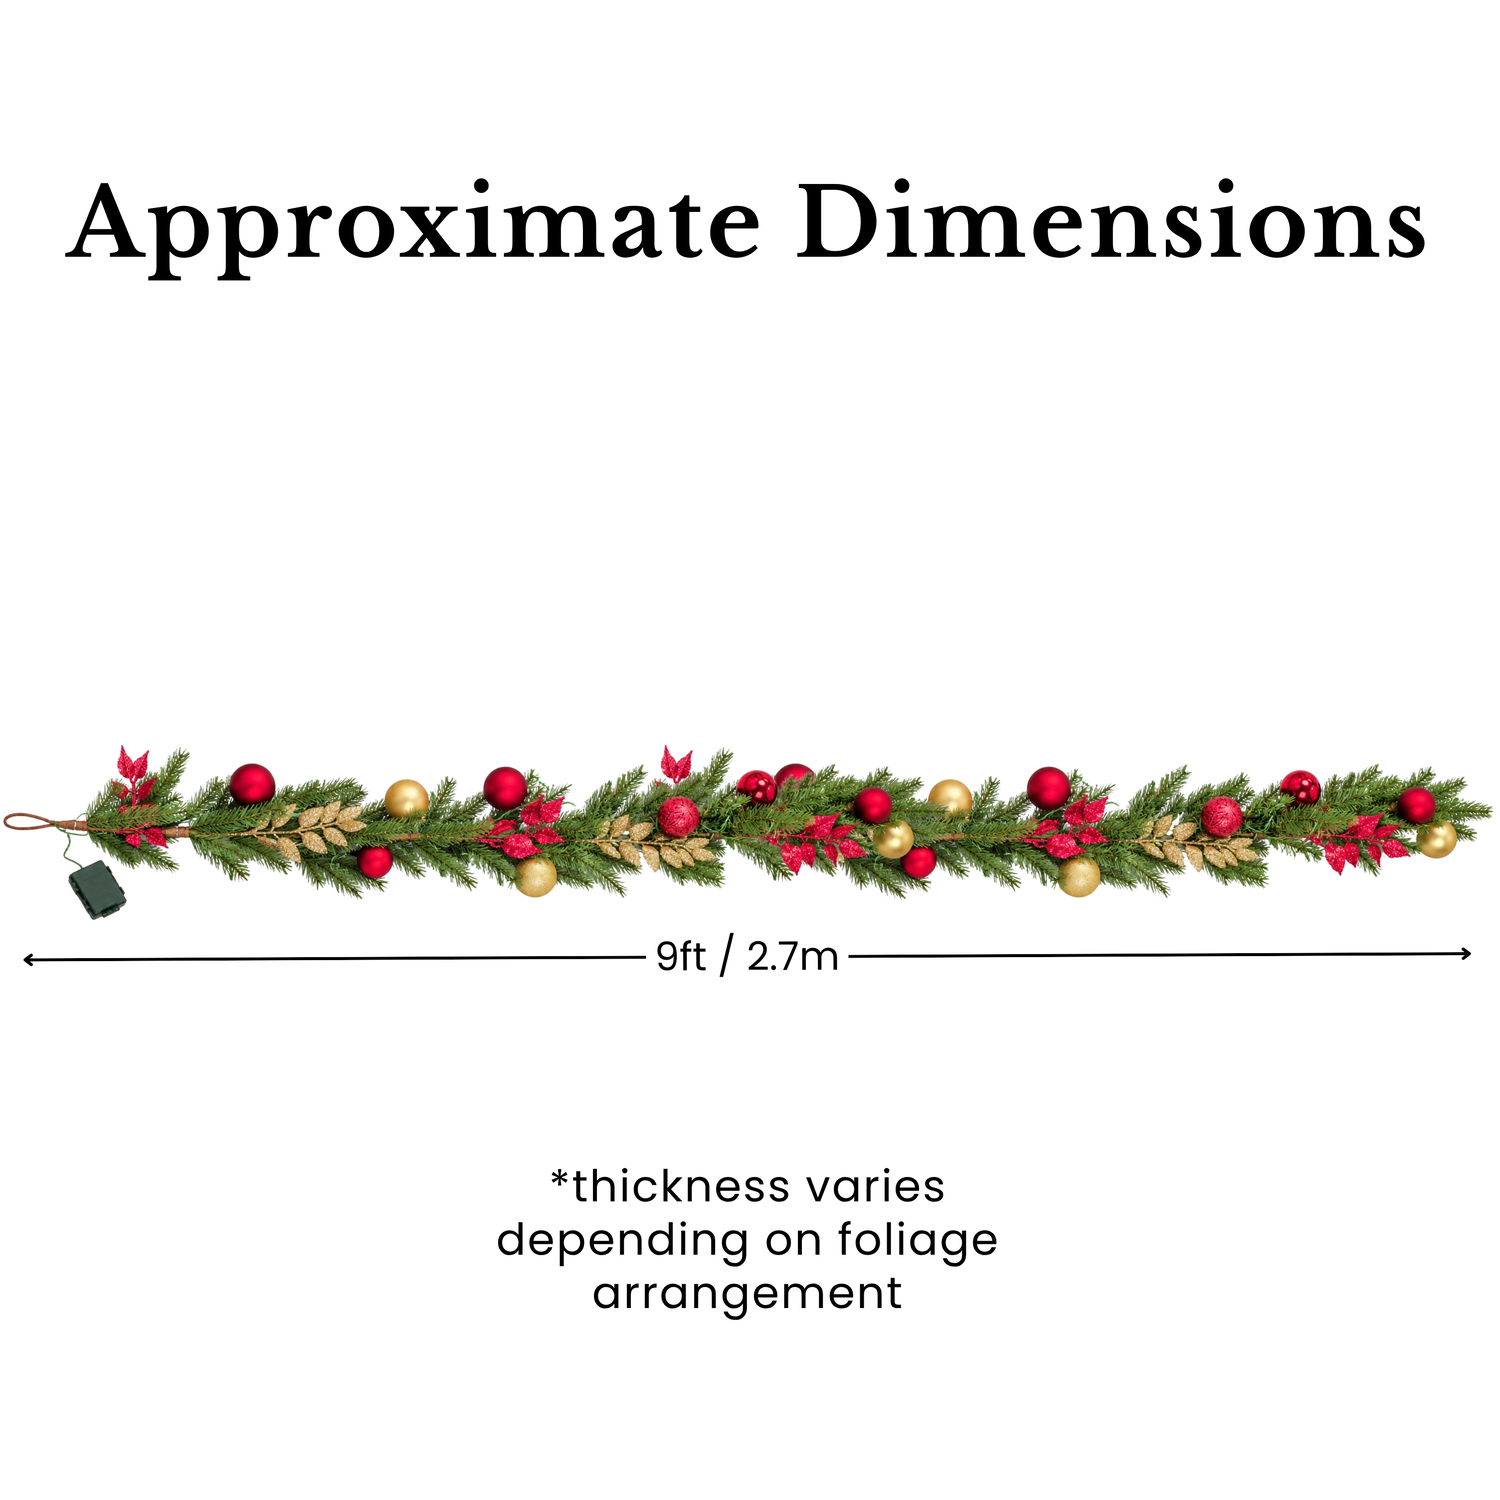 Approximate Dimensions
9ft / 2.7m
*thickness varies
depending on foliage
arrangement